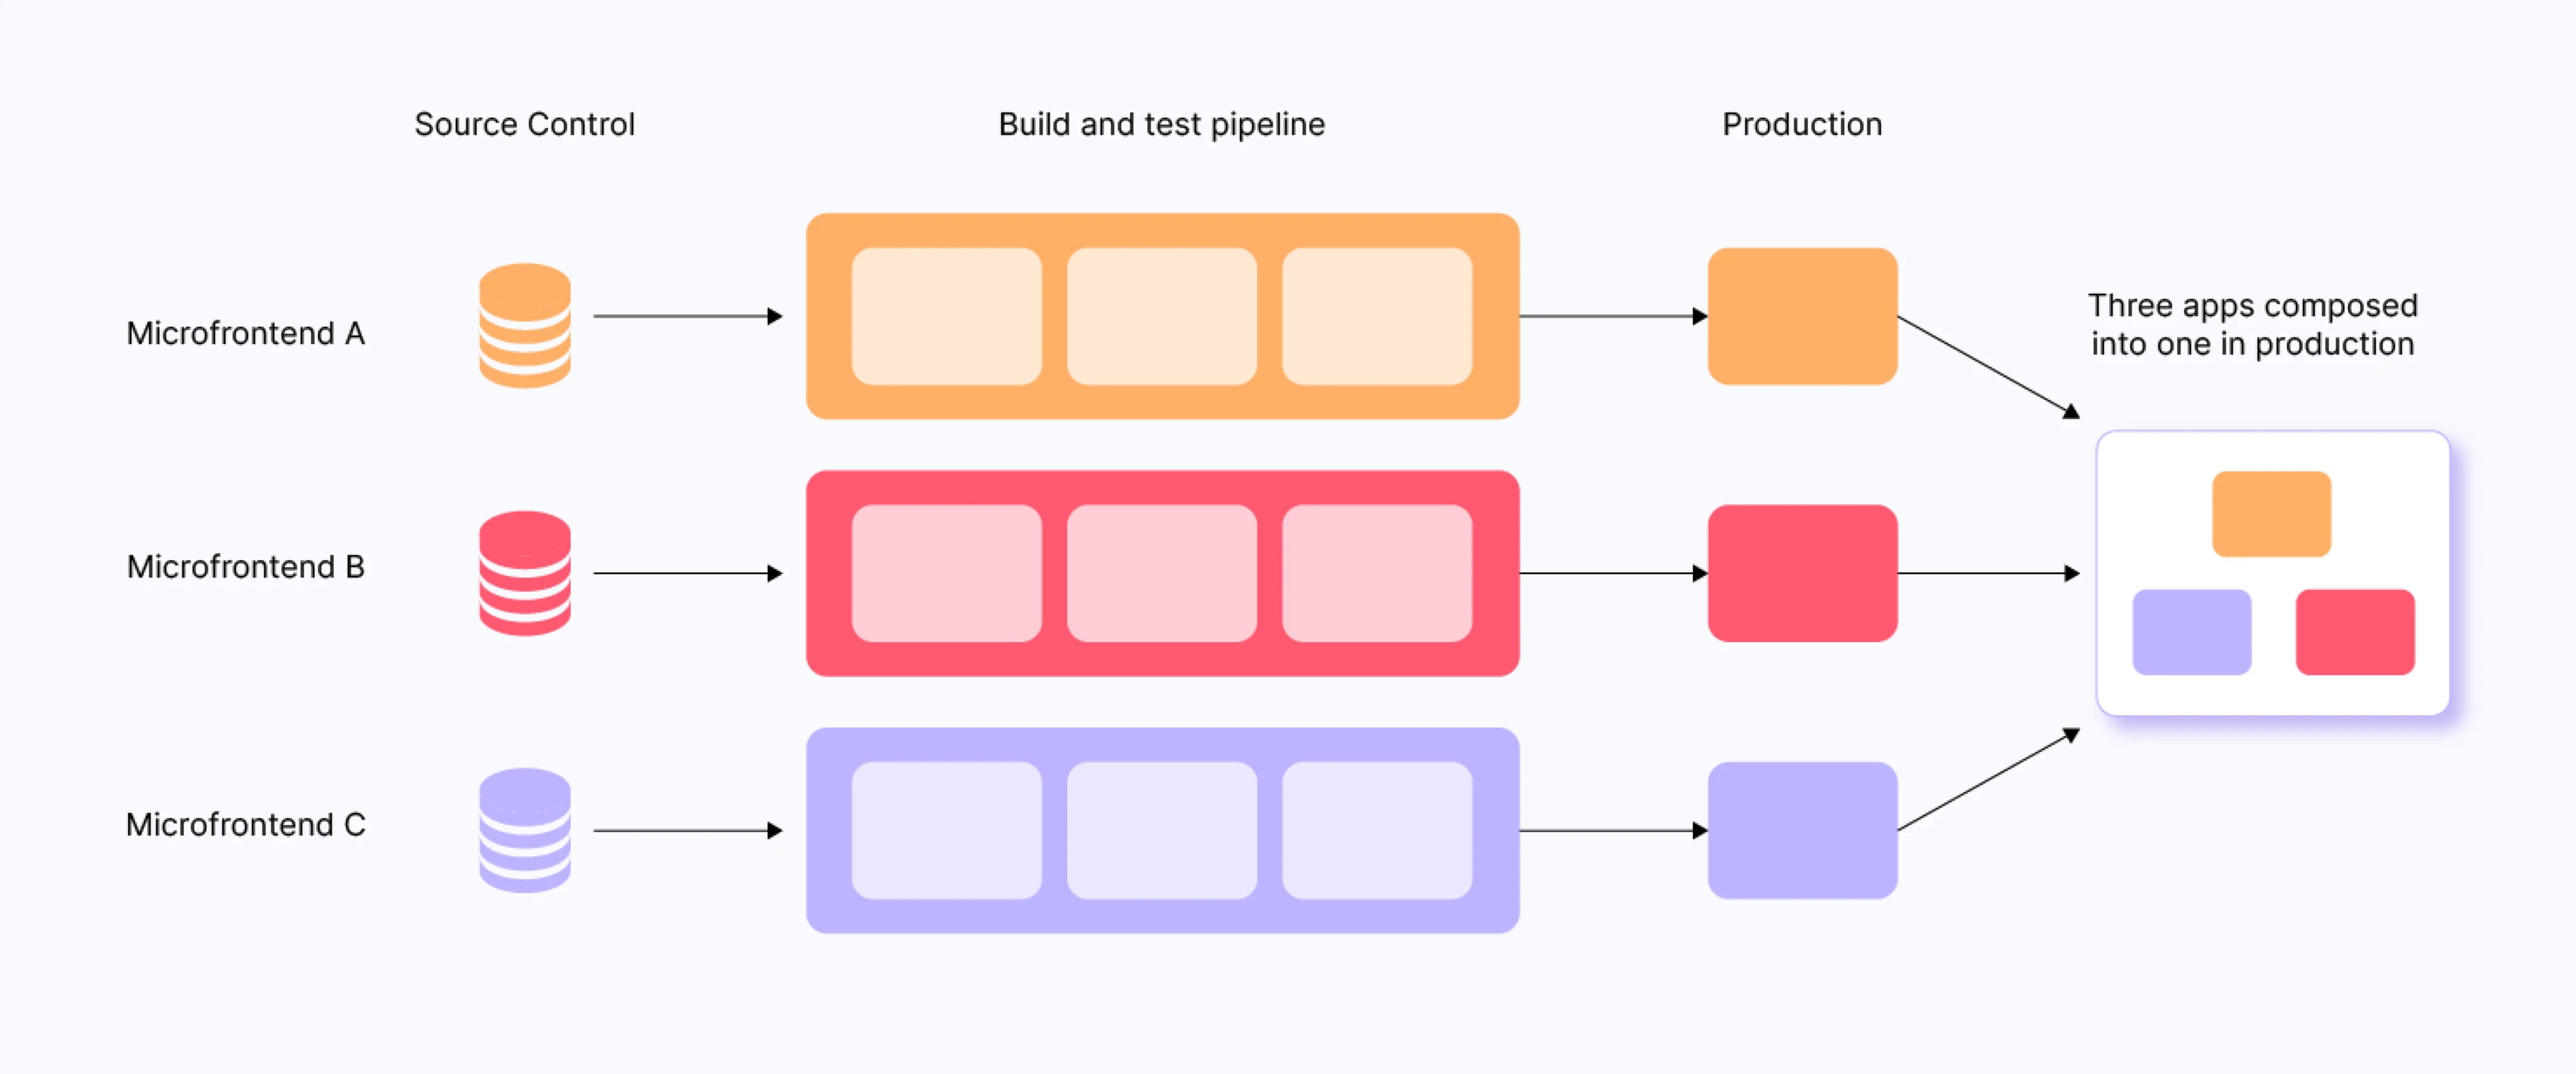 Source Control
Build and test pipeline
Production
Microfrontend A
Three apps composed
into one in production
Microfrontend B
Microfrontend C